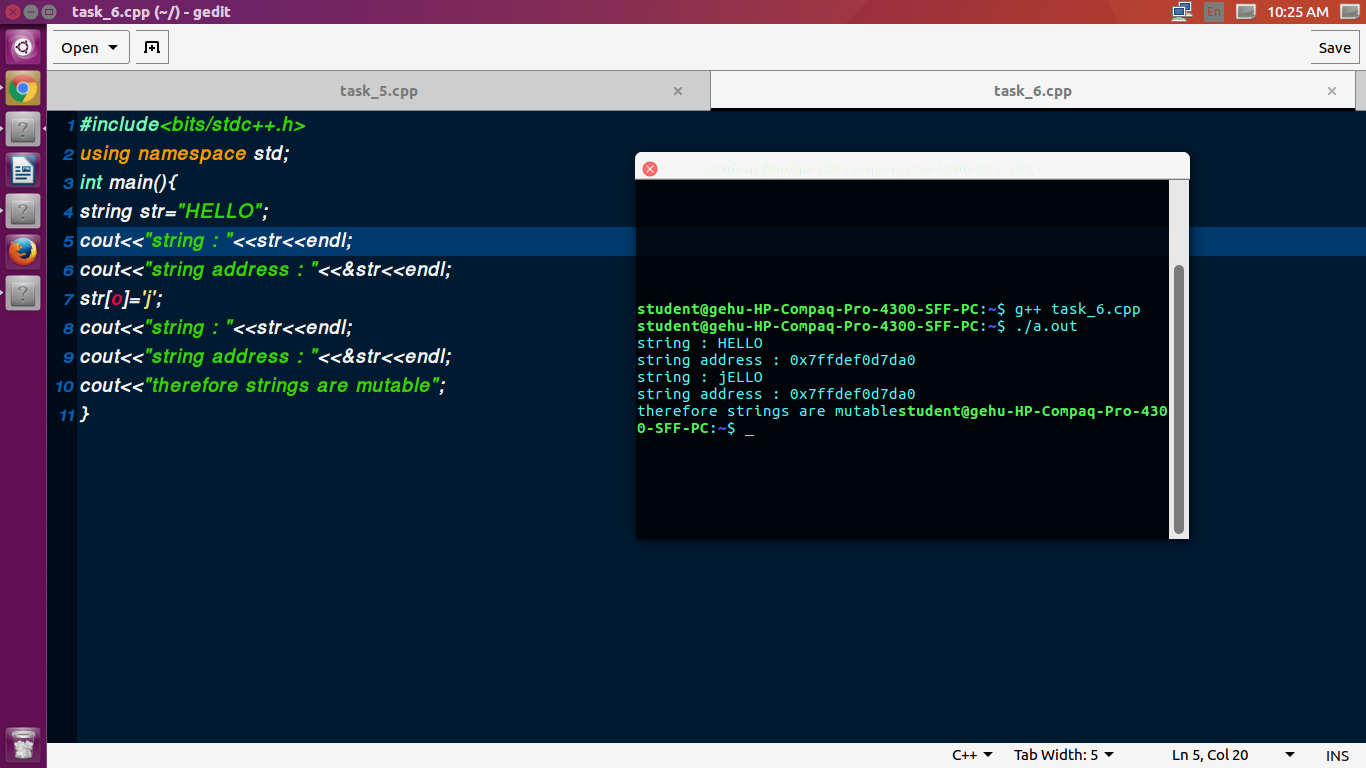 task_6.cpp (~/) - gedit
En
10:25 AM
Open
Save
task_5.cpp
task_6.cpp
1 #include<bits/stdc++.h>
2 using namespace std;
3 int main(){
4 string str="HELLO";
5 cout<<"string : "<<str<<endl;
6 cout<<"string address : "<<&str<<endl;
7 str[0]='j';
8 cout<<"string : "<<str<<endl;
9 cout<<"string address : "<<&str<<endl;
10 cout<<"therefore strings are mutable";
11 }
student@gehu-HP-Compaq-Pro-4300-SFF-PC:~$ g++ task_6.cpp
student@gehu-HP-Compaq-Pro-4300-SFF-PC:~$ ./a.out
string : HELLO
string address : 0x7ffdef0d7da0
string : jELLO
string address : 0x7ffdef0d7da0
therefore strings are mutablestudent@gehu-HP-Compaq-Pro-430
0-SFF-PC:~$ _
C++
Tab Width: 5
Ln 5, Col 20
INS